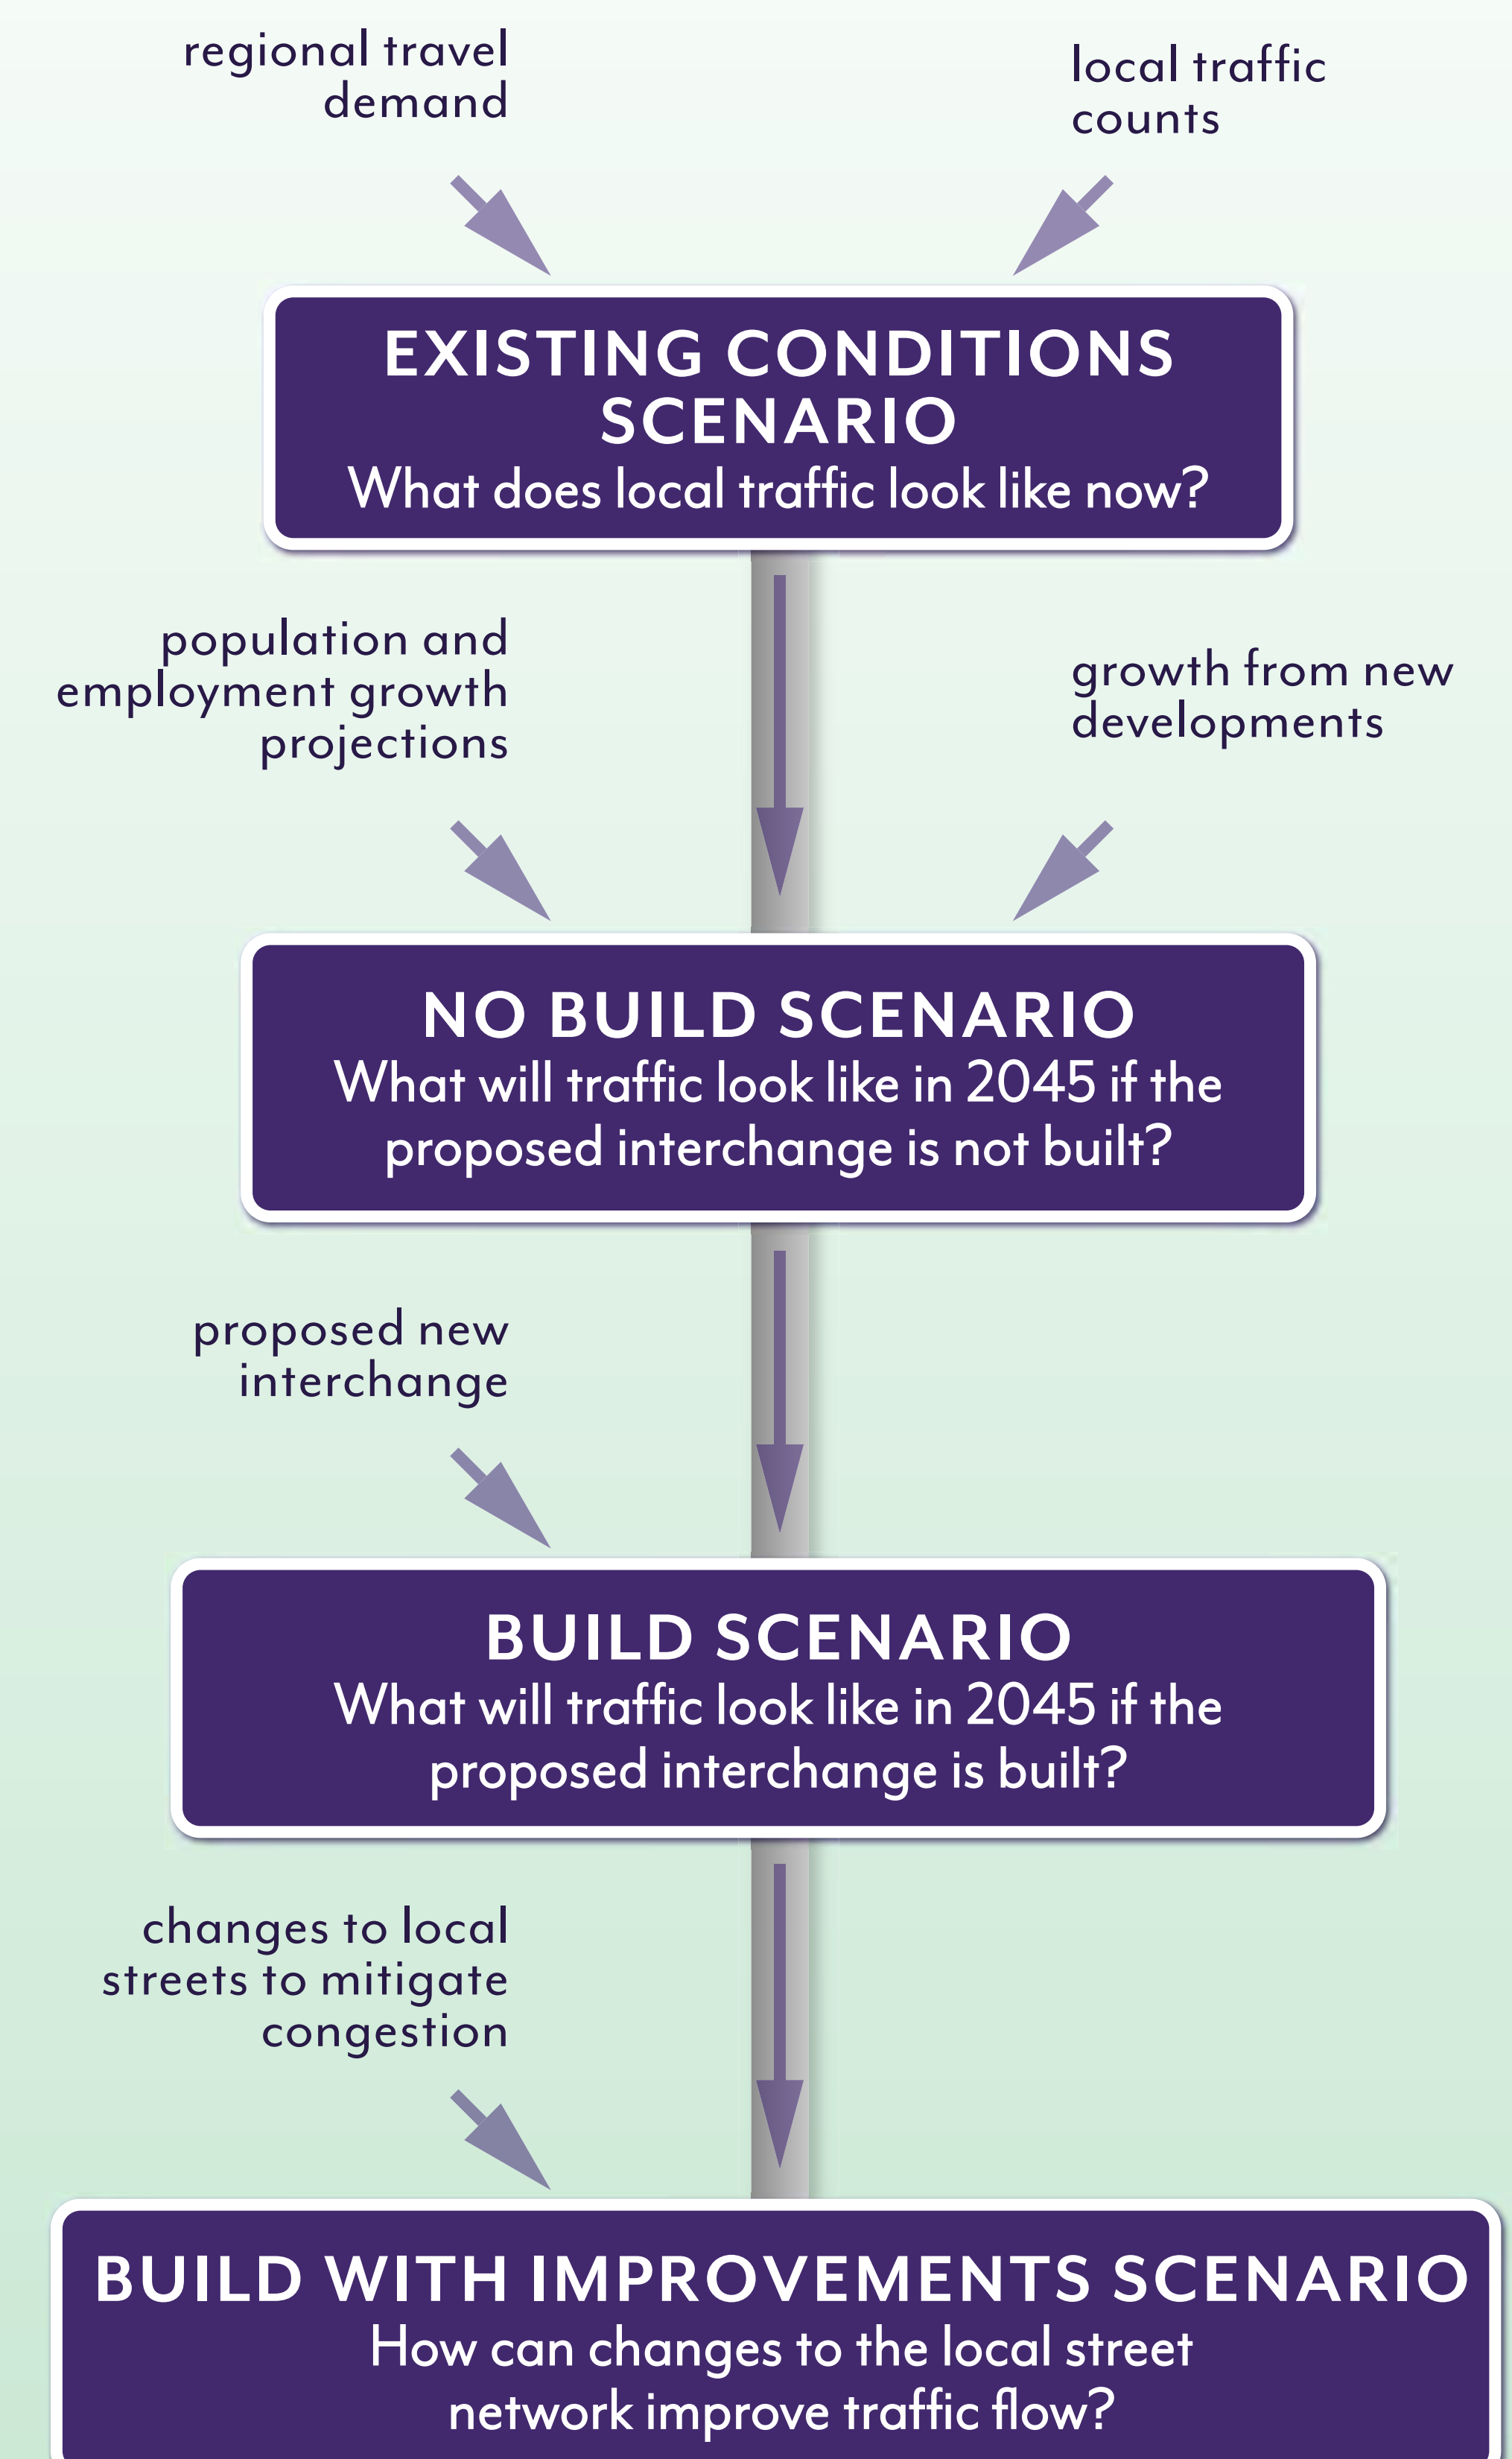 regional travel
demand
local traffic
counts
EXISTING CONDITIONS
SCENARIO
What does local traffic look like now?
population and
employment growth
projections
growth from new
developments
NO BUILD SCENARIO
What will traffic look like in 2045 if the
proposed interchange is not built?
proposed new
interchange
BUILD SCENARIO
What will traffic look like in 2045 if the
proposed interchange is built?
changes to local
streets to mitigate
congestion
BUILD WITH IMPROVEMENTS SCENARIO
How can changes to the local street
network improve traffic flow?